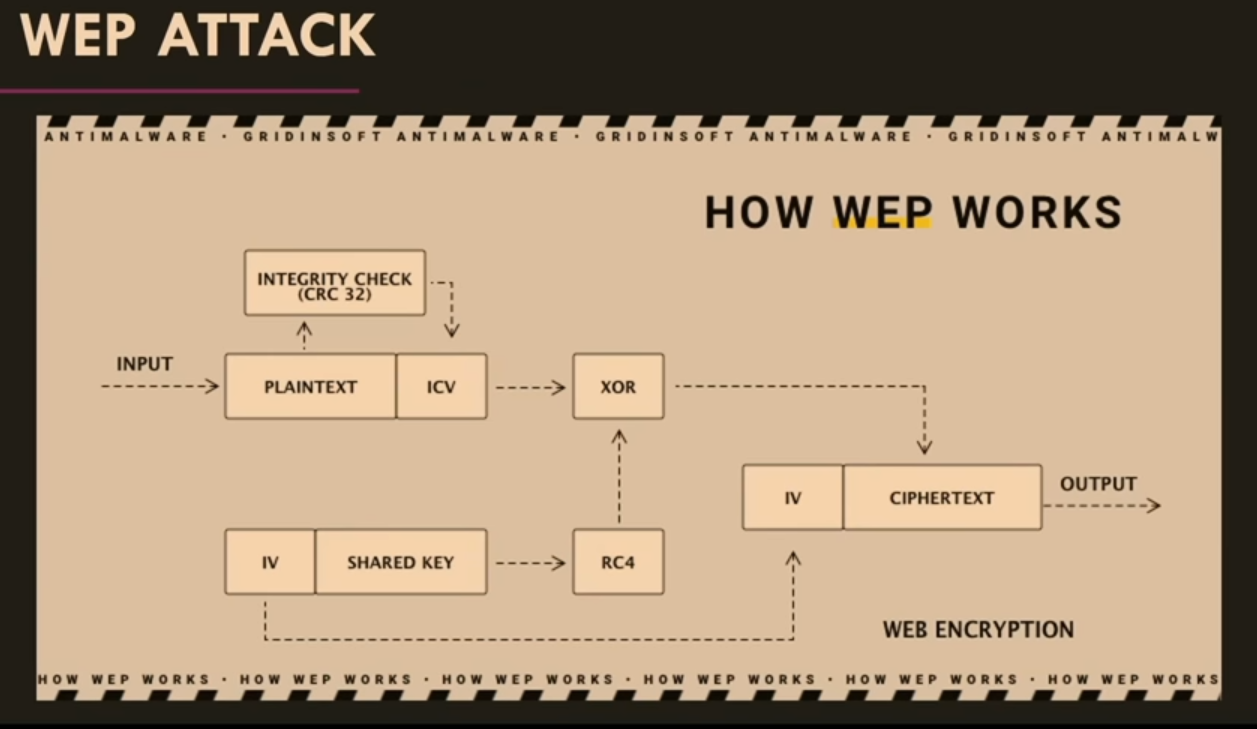 WEP ATTACK
ANTIMALWARE · GRIDINSOFT ANTIMALWARE · GRIDINSOFT ANTIMALWARE · GRIDINSOFT ANTIMALW
HOW WEP WORKS
INTEGRITY CHECK
(CRC 32)
INPUT
PLAINTEXT
ICV
XOR
IV
CIPHERTEXT
OUTPUT
IV
SHARED KEY
RC4
WEB ENCRYPTION
HOW WEP WORKS · HOW WEP WORKS · HOW WEP WORKS · HOW WEP WORKS · HOW WEP WORKS · HOW WEP WORKS